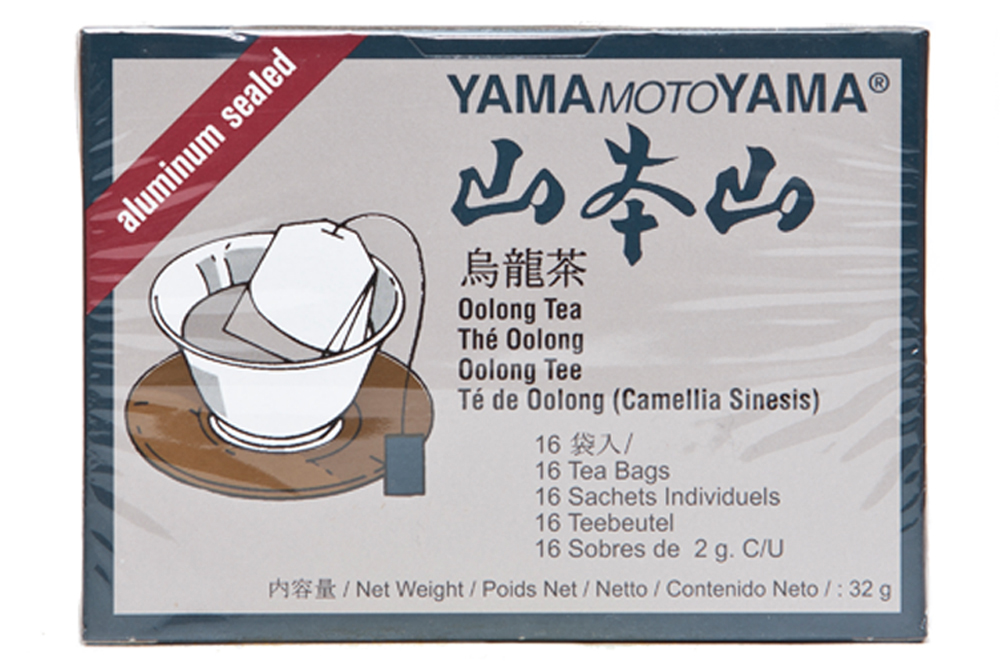 aluminum sealed
YAMAMOTOYAMA®
山本山
烏龍茶
Oolong Tea
Thé Oolong
Oolong Tee
Té de Oolong (Camellia Sinesis)
16 袋入/
16 Tea Bags
16 Sachets Individuels
16 Teebeutel
16 Sobres de 2 g. C/U
内容量 / Net Weight / Poids Net / Netto / Contenido Neto / : 32 g